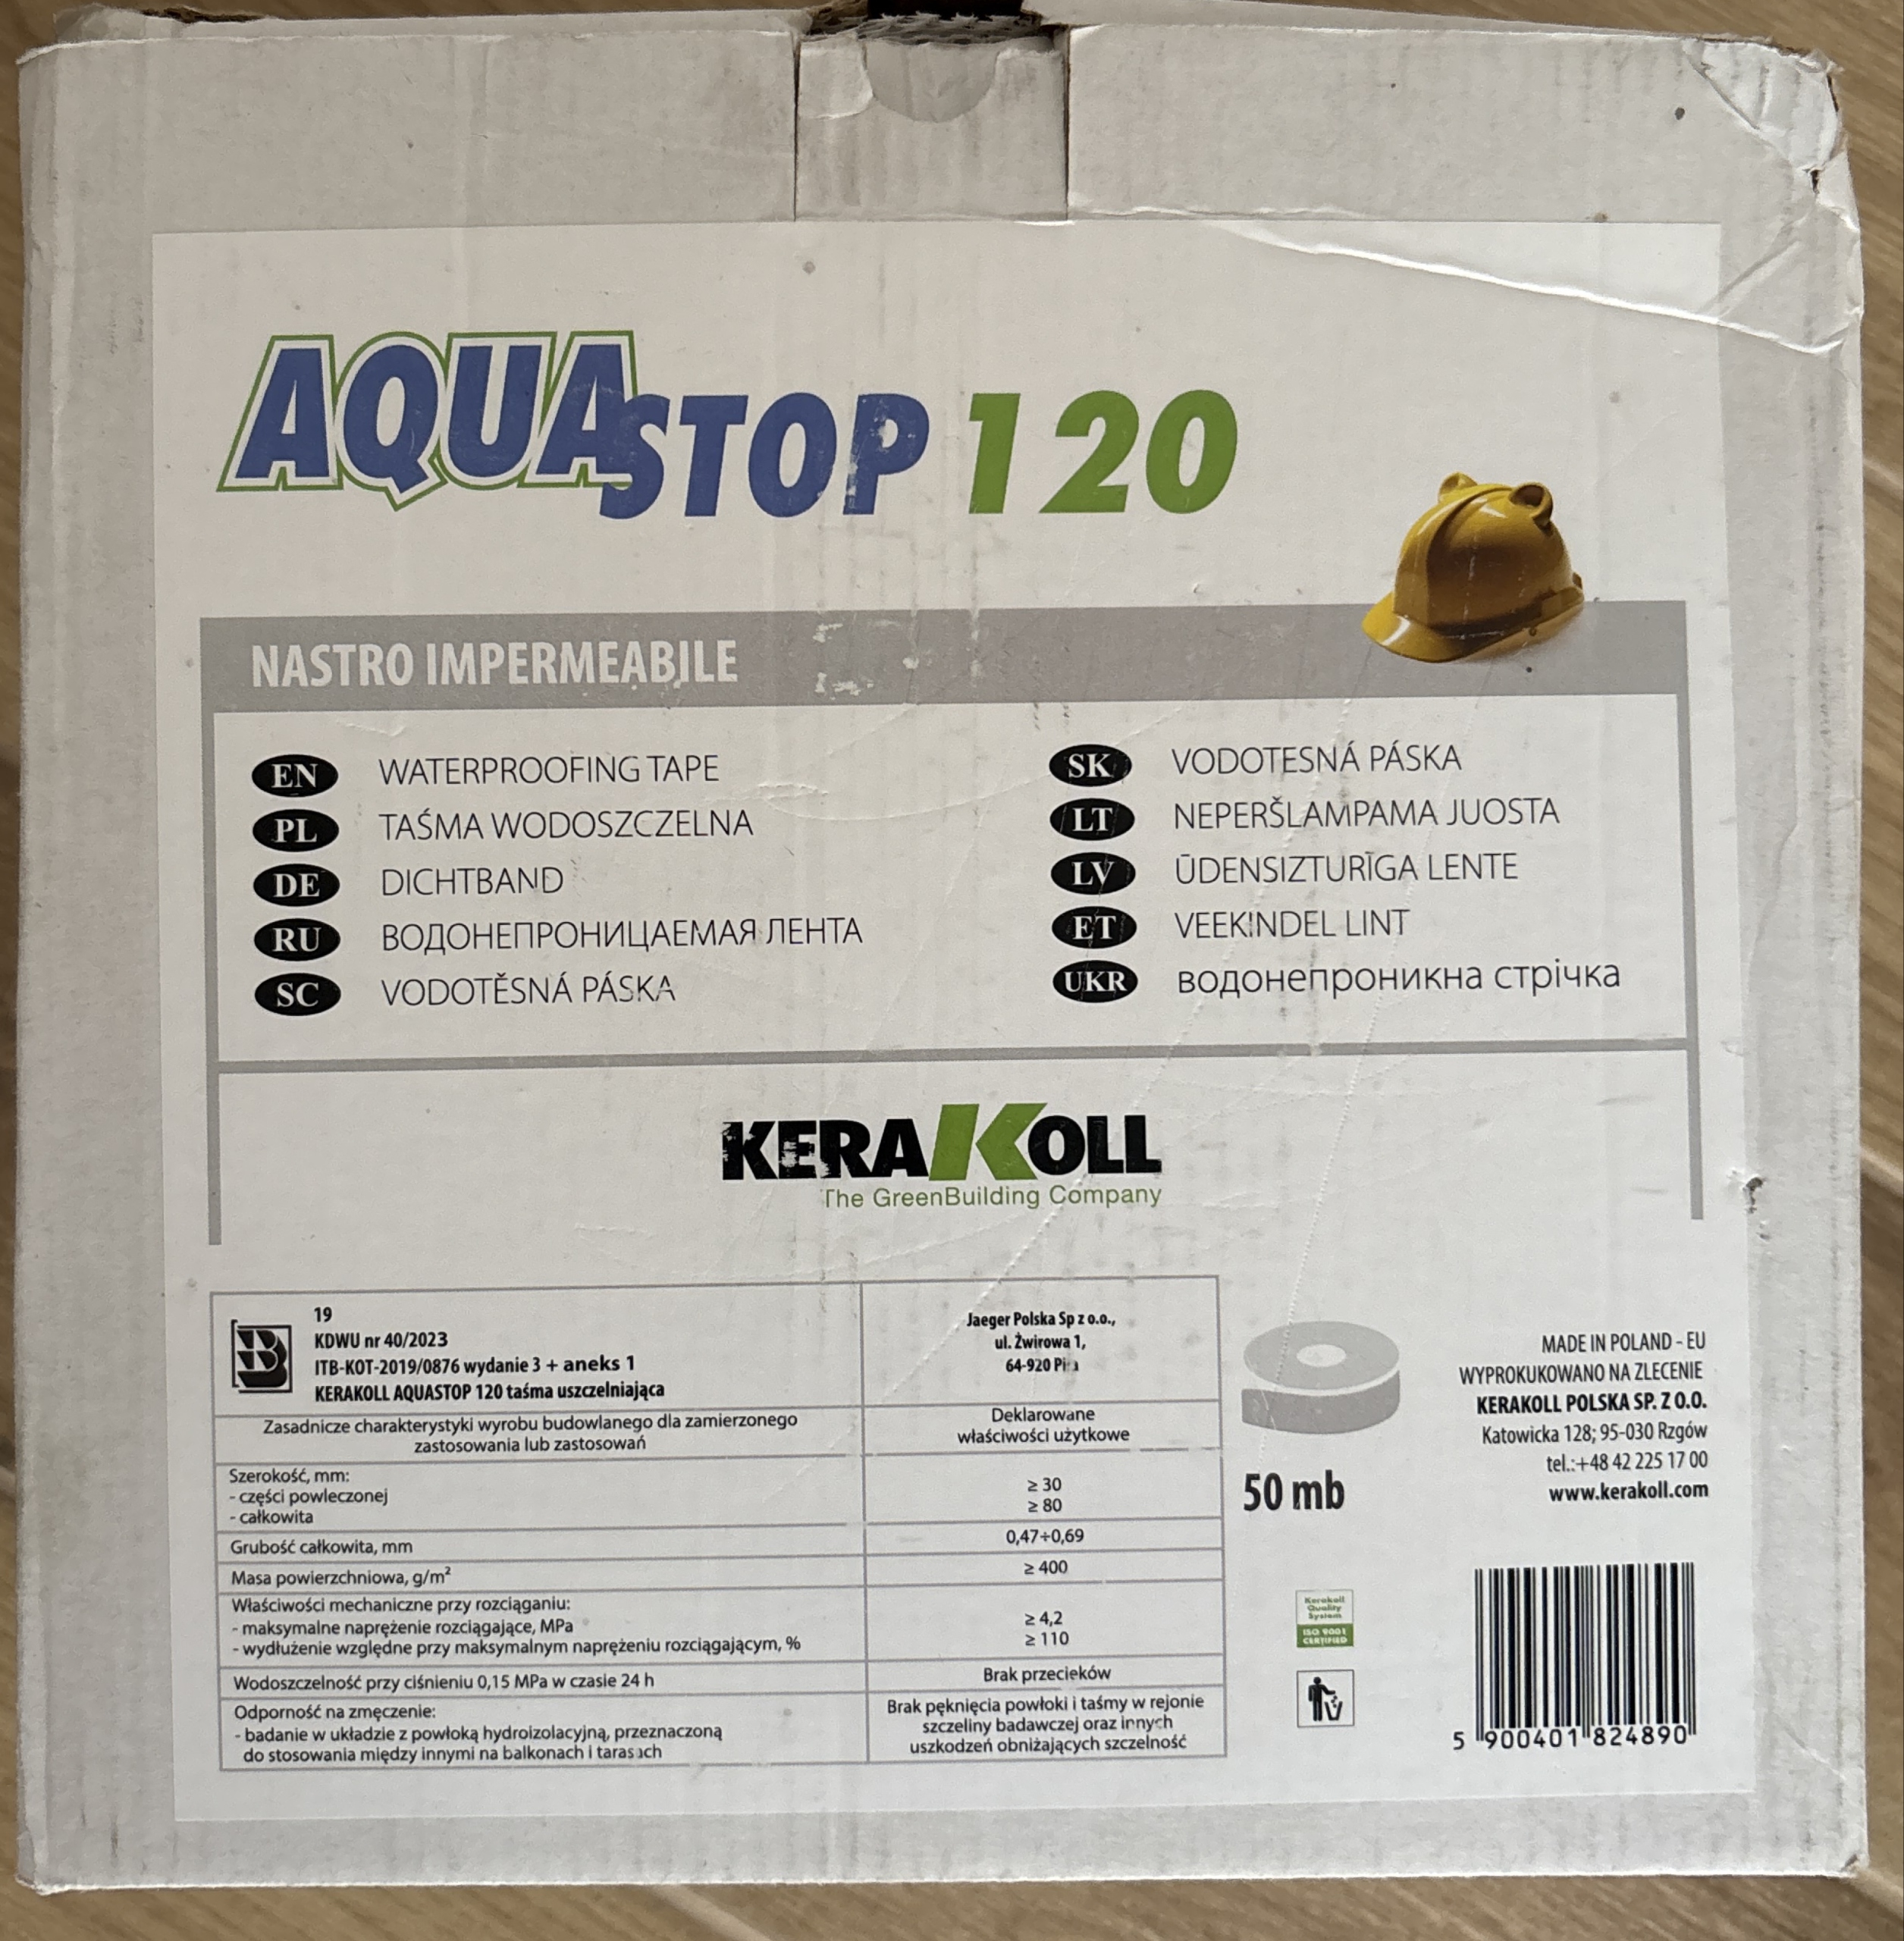 AQUASTOP 120
NASTRO IMPERMEABILE
EN WATERPROOFING TAPE
PL TAŚMA WODOSZCZELNA
DE DICHTBAND
RU ВОДОНЕПРОНИЦАЕМАЯ ЛЕНТА
SC VODOTĚSNÁ PÁSKA
SK VODOTESNÁ PÁSKA
LT NEPERŠLAMPAMA JUOSTA
LV ŪDENSIZTURĪGA LENTE
ET VEEKINDEL LINT
UKR водонепроникна стрічка
KERAKOLL
The GreenBuilding Company
19
KDWU nr 40/2023
ITB-KOT-2019/0876 wydanie 3 + aneks 1
KERAKOLL AQUASTOP 120 taśma uszczelniająca
Jaeger Polska Sp z o.o.,
ul. Żwirowa 1,
64-920
Zasadnicze charakterystyki wyrobu budowlanego dla zamierzonego
zastosowania lub zastosowań
Deklarowane
właściwości użytkowe
Szerokość, mm:
- części powleczonej
- całkowita
≥ 30
≥ 80
Grubość całkowita, mm
0,47÷0,69
Masa powierzchniowa, g/m²
≥ 400
Właściwości mechaniczne przy rozciąganiu:
- maksymalne naprężenie rozciągające, MPa
- wydłużenie względne przy maksymalnym naprężeniu rozciągającym, %
≥ 4,2
≥ 110
Wodoszczelność przy ciśnieniu 0,15 MPa w czasie 24 h
Brak przecieków
Odporność na zmęczenie:
- badanie w układzie z powłoką hydroizolacyjną, przeznaczoną
do stosowania między innymi na balkonach i tarasach
Brak pęknięcia powłoki i taśmy w rejonie
szczeliny badawczej oraz innych
uszkodzeń obniżających szczelność
50 mb
MADE IN POLAND - EU
WYPROKUKOWANO NA ZLECENIE
KERAKOLL POLSKA SP. Z O.O.
Katowicka 128; 95-030 Rzgów
tel.:+48 42 225 17 00
www.kerakoll.com
Kerakoll
Quality
System
ISO 9001
CERTIFIED
5 900401 824890